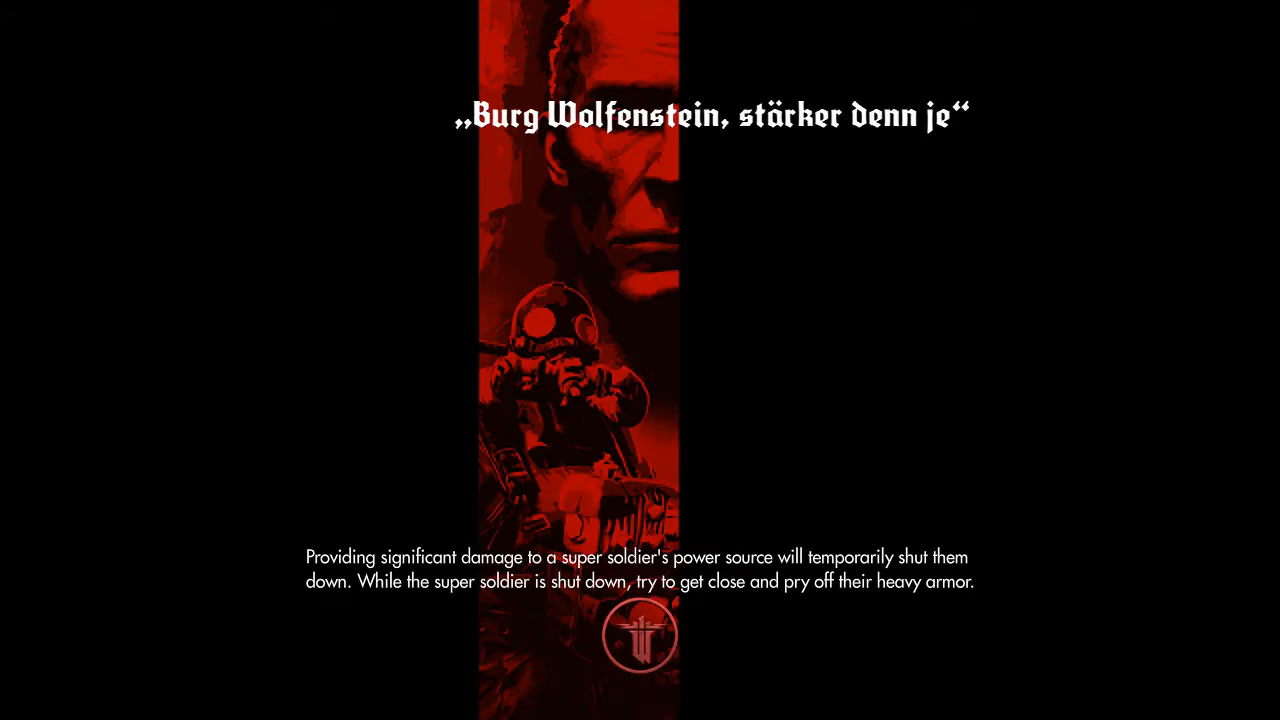 „Burg Wolfenstein, stärker denn je“
Providing significant damage to a super soldier's power source will temporarily shut them
down. While the super soldier is shut down, try to get close and pry off their heavy armor.